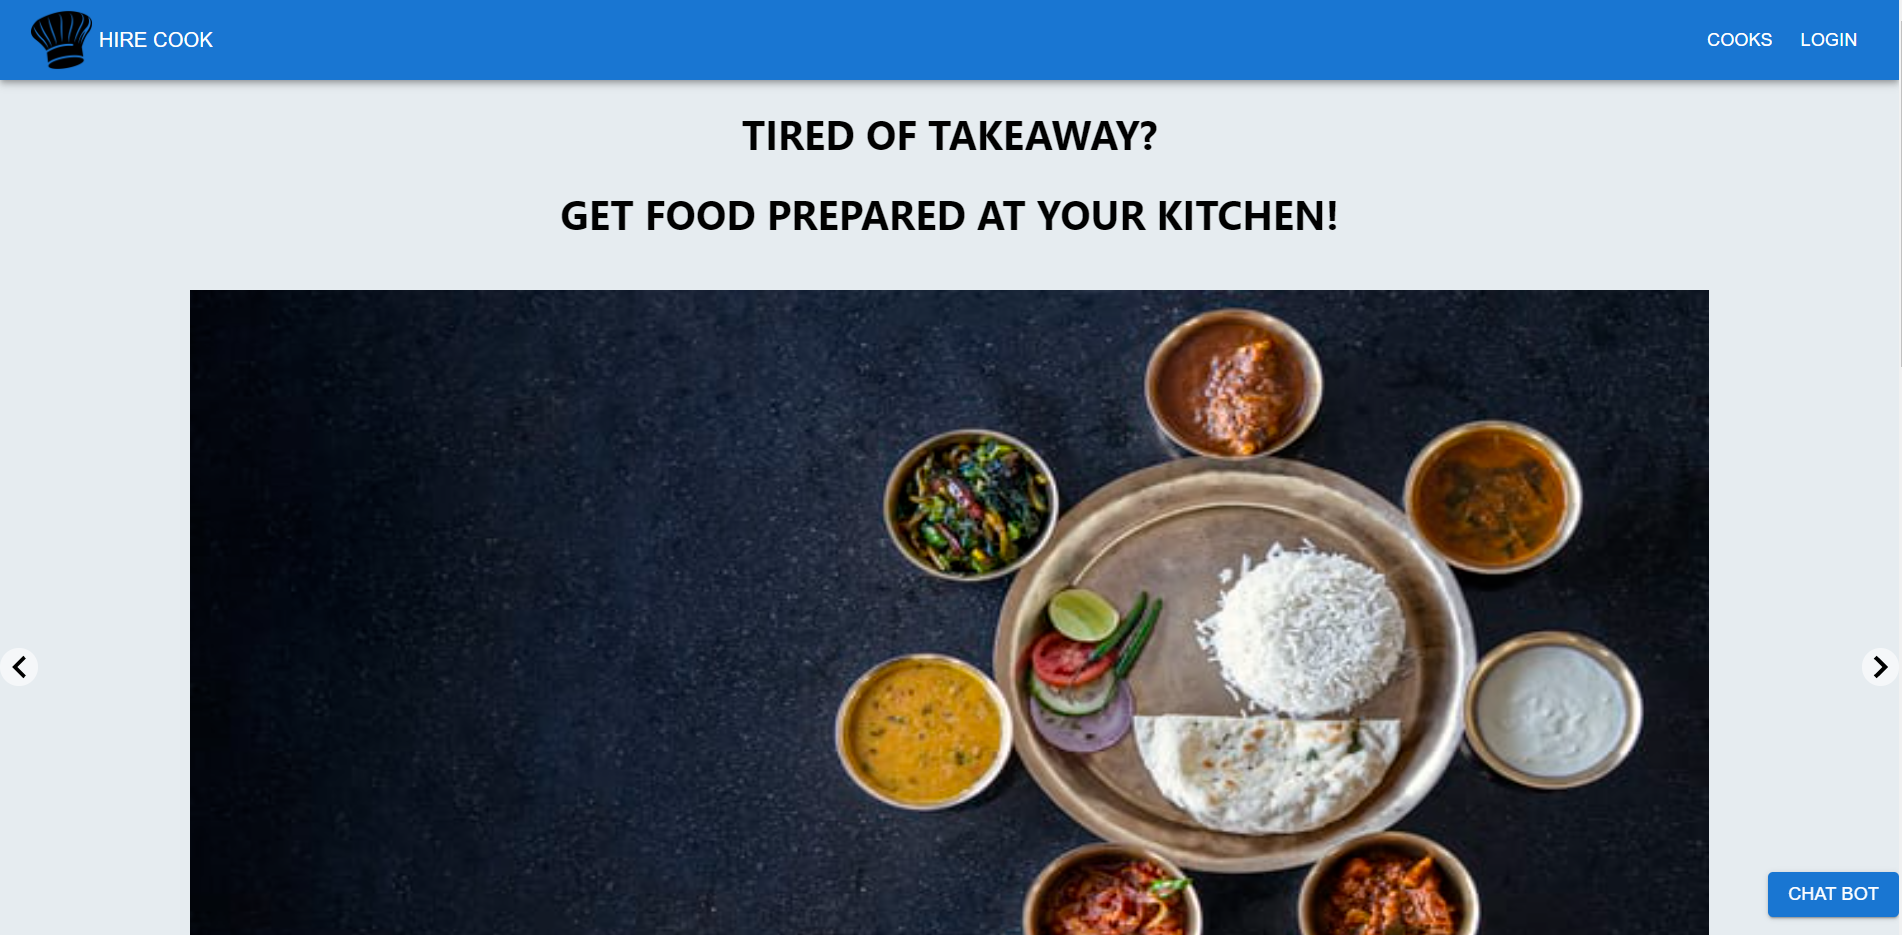 HIRE COOK
COOKS
LOGIN
TIRED OF TAKEAWAY?
GET FOOD PREPARED AT YOUR KITCHEN!
CHAT BOT